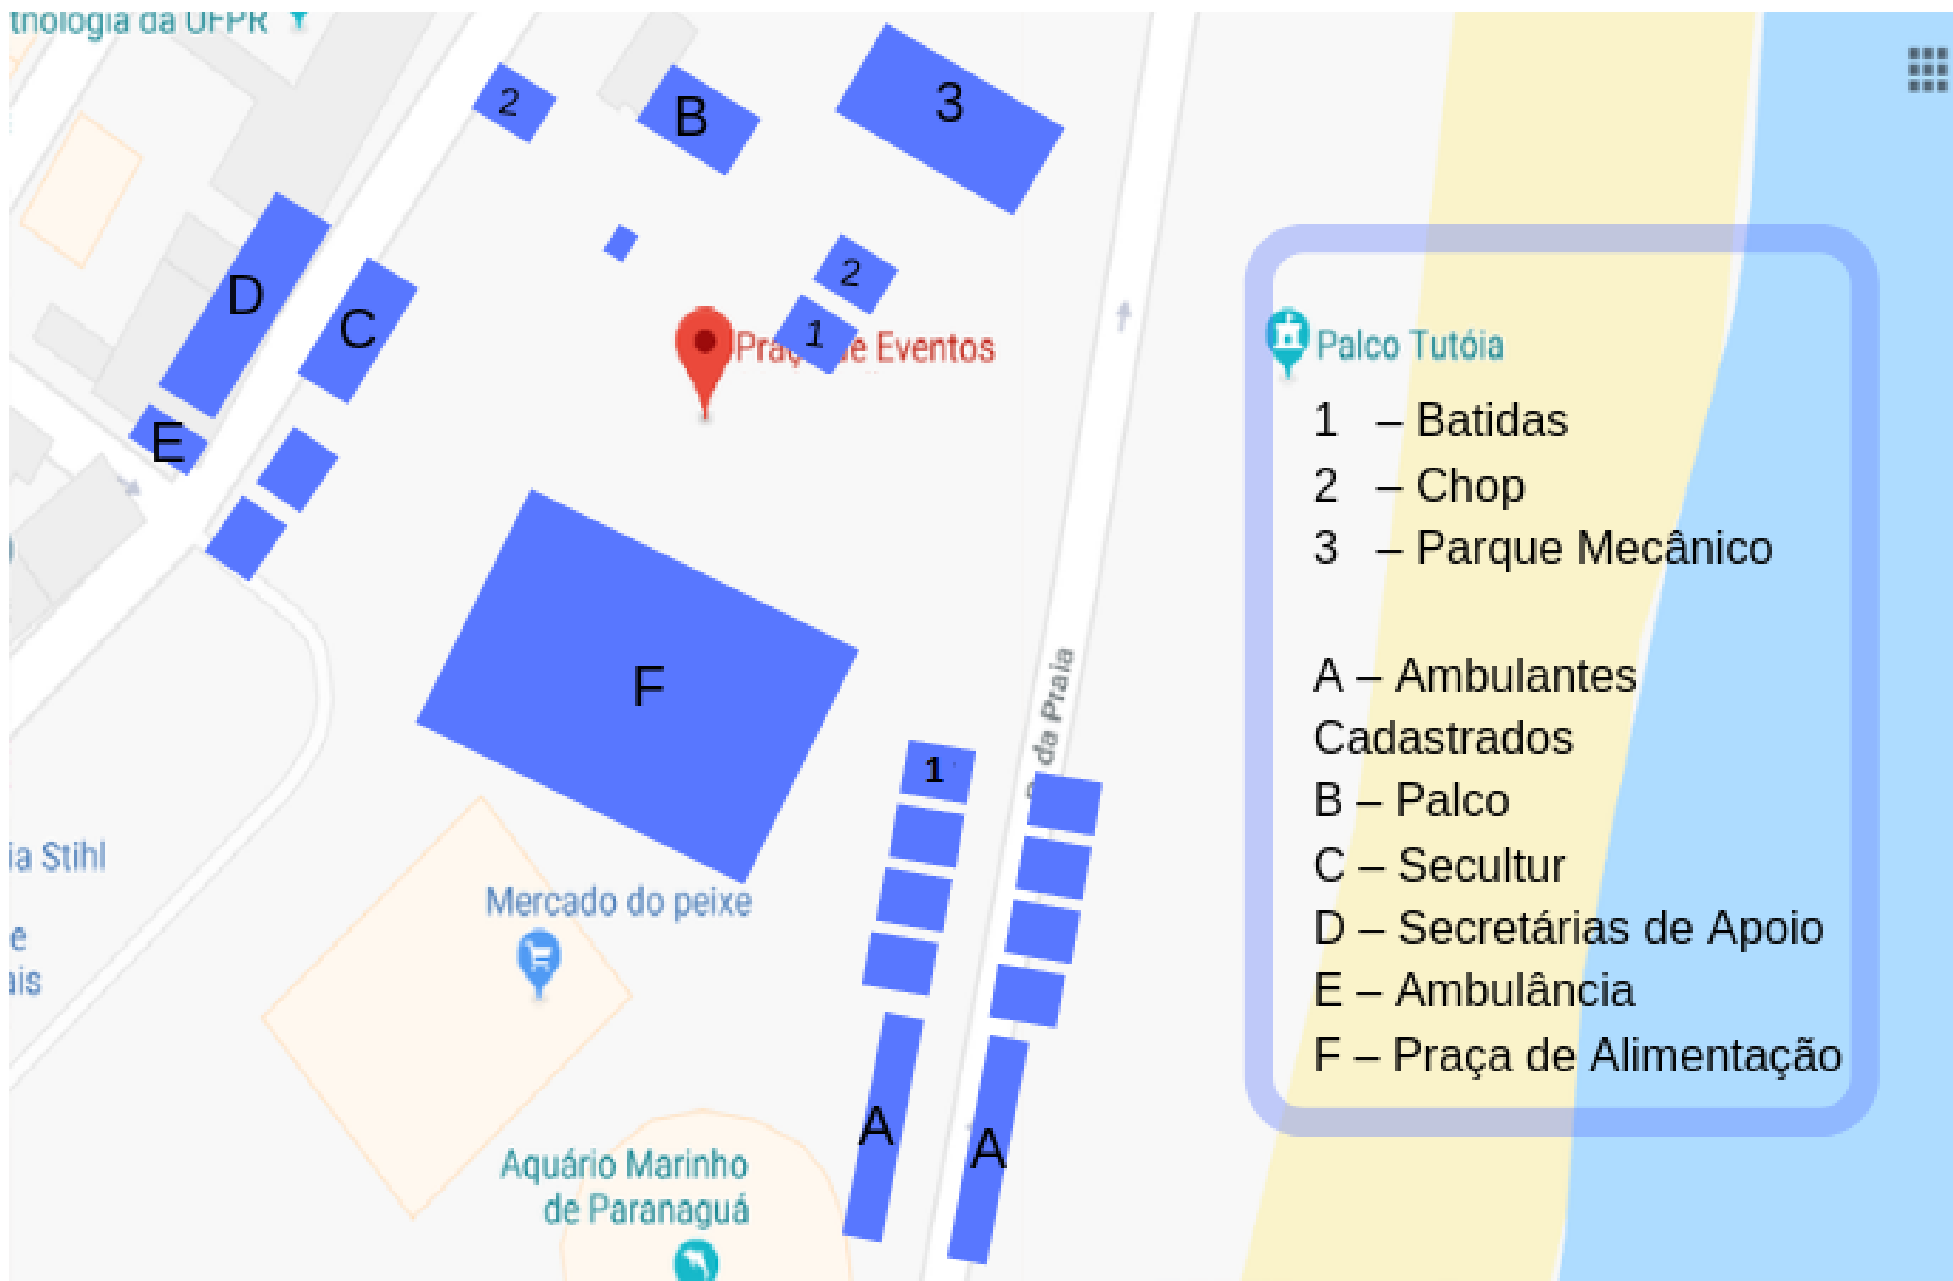 tnologia da UFPR
2
B
3
D
C
2
1
Praça de Eventos
E
F
1
da Praia
ia Stihl
Mercado do peixe
e
ais
A
A
Aquário Marinho
de Paranaguá
Palco Tutóia
1 – Batidas
2 – Chop
3 – Parque Mecânico
A – Ambulantes
Cadastrados
B – Palco
C – Secultur
D – Secretárias de Apoio
E – Ambulância
F – Praça de Alimentação